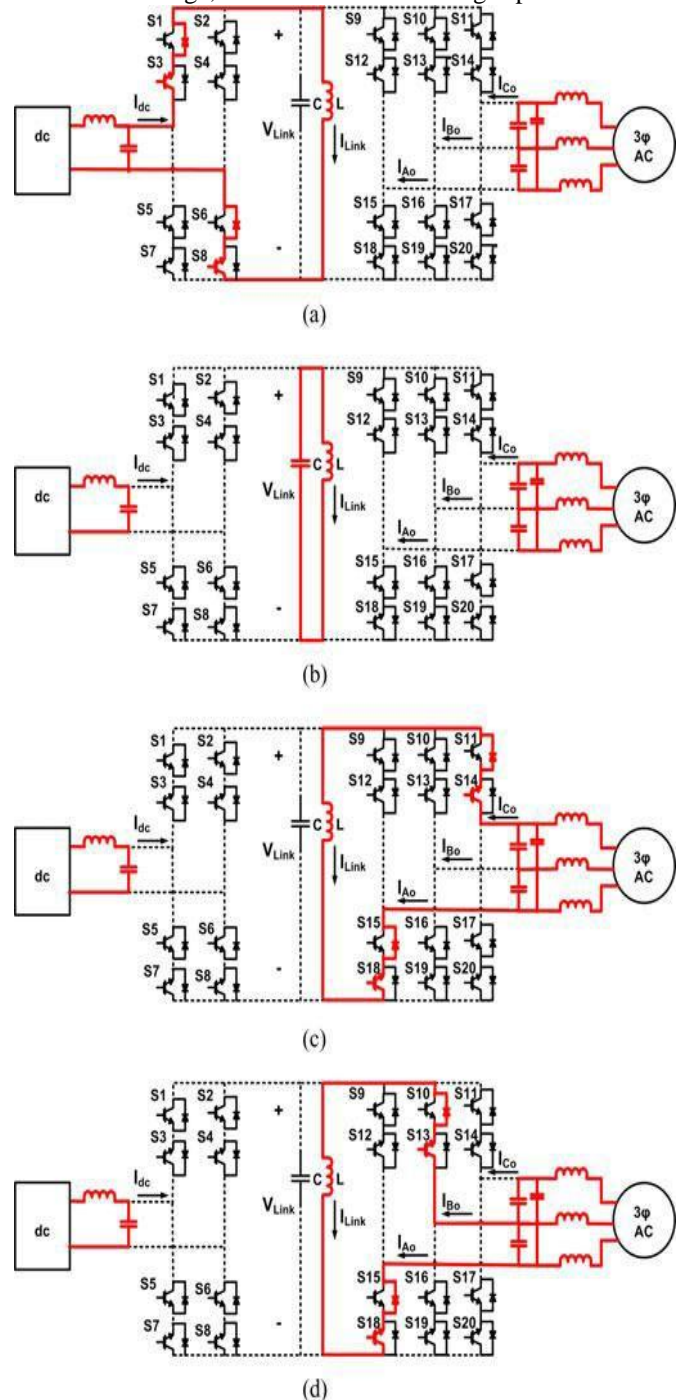 S1 S2 S9 S10 S11
+
S3 S4 S12 S13 S14
Idc ICo
dc VLink C L ILink IBo 3φ
AC
IAo
S5 S6 S15 S16 S17
S7 S8 - S18 S19 S20
(a)
S1 S2 S9 S10 S11
+
S3 S4 S12 S13 S14
Idc ICo
dc VLink C L ILink IBo 3φ
AC
IAo
S5 S6 S15 S16 S17
S7 S8 - S18 S19 S20
(b)
S1 S2 S9 S10 S11
+
S3 S4 S12 S13 S14
Idc ICo
dc VLink C L ILink IBo 3φ
AC
IAo
S5 S6 S15 S16 S17
S7 S8 - S18 S19 S20
(c)
S1 S2 S9 S10 S11
+
S3 S4 S12 S13 S14
Idc ICo
dc VLink C L ILink IBo 3φ
AC
IAo
S5 S6 S15 S16 S17
S7 S8 - S18 S19 S20
(d)